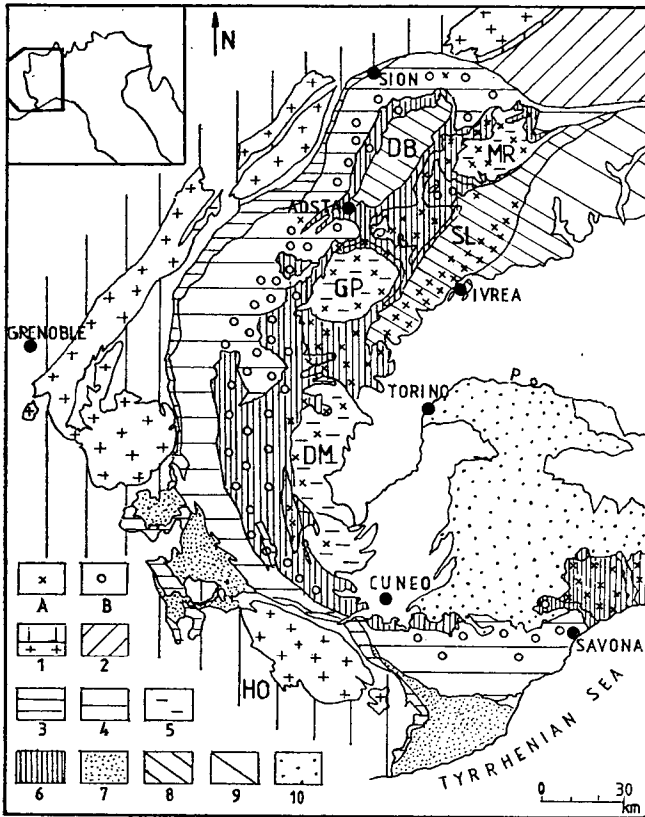 N
SION
DB
MR
AOSTA
SL
GP
IVREA
GRENOBLE
TORINO
Po
DM
CUNEO
SAVONA
HO
TYRRHENIAN SEA
A B
1 2
3 4 5
6 7 8 9 10
0 30
km